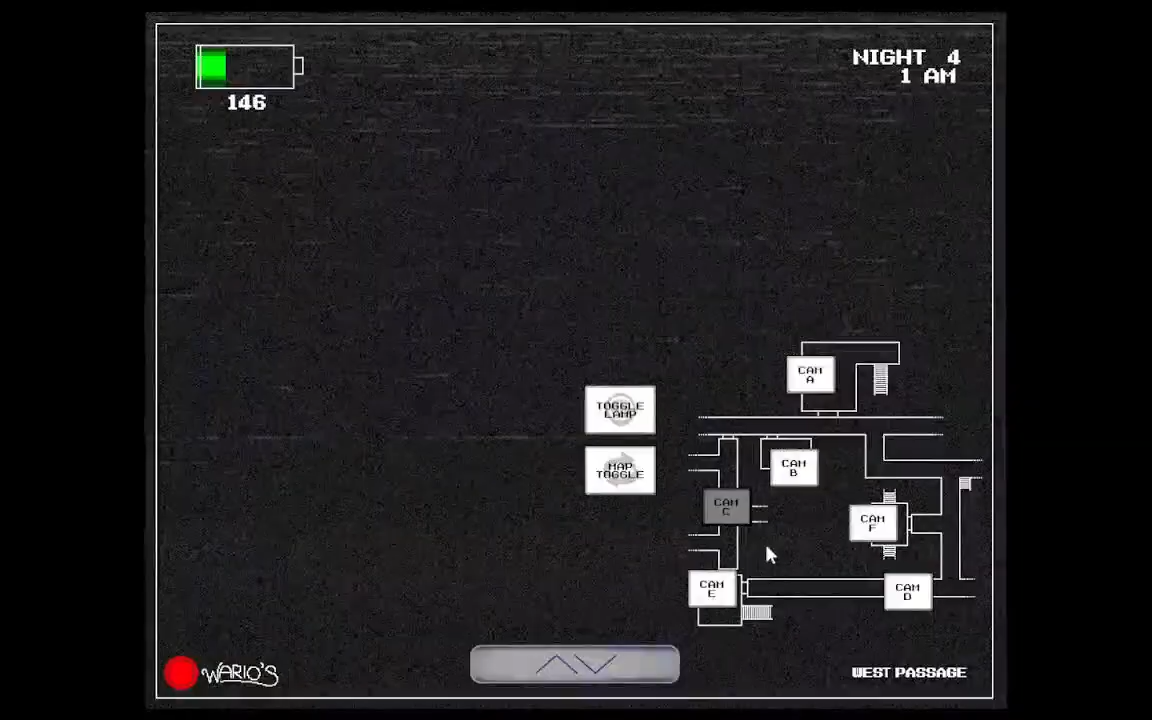 NIGHT 4
1 AM
146
CAM
A
TOGGLE
LAMP
CAM
B
MAP
TOGGLE
CAM
C
CAM
F
CAM
E
CAM
D
WARIO'S
WEST PASSAGE